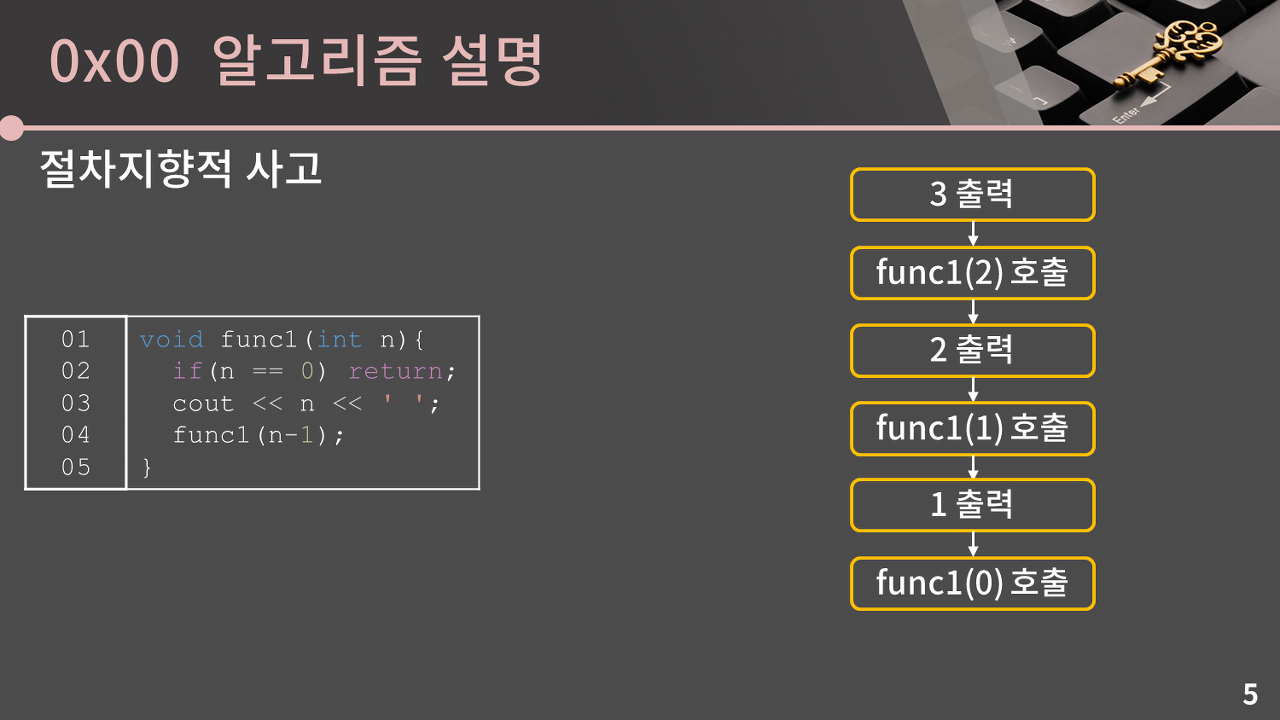 0x00 알고리즘 설명
절차지향적 사고
01 void func1(int n){
02 if(n == 0) return;
03 cout << n << ' ';
04 func1(n-1);
05 }
3 출력
func1(2) 호출
2 출력
func1(1) 호출
1 출력
func1(0) 호출
Enter
5